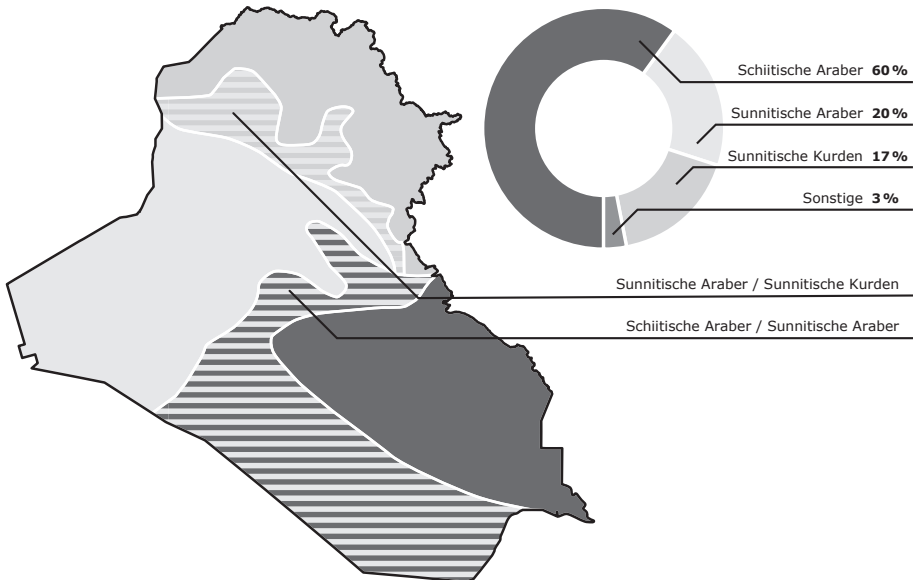 Schiitische Araber 60%
Sunnitische Araber 20%
Sunnitische Kurden 17%
Sonstige 3%
Sunnitische Araber / Sunnitische Kurden
Schiitische Araber / Sunnitische Araber